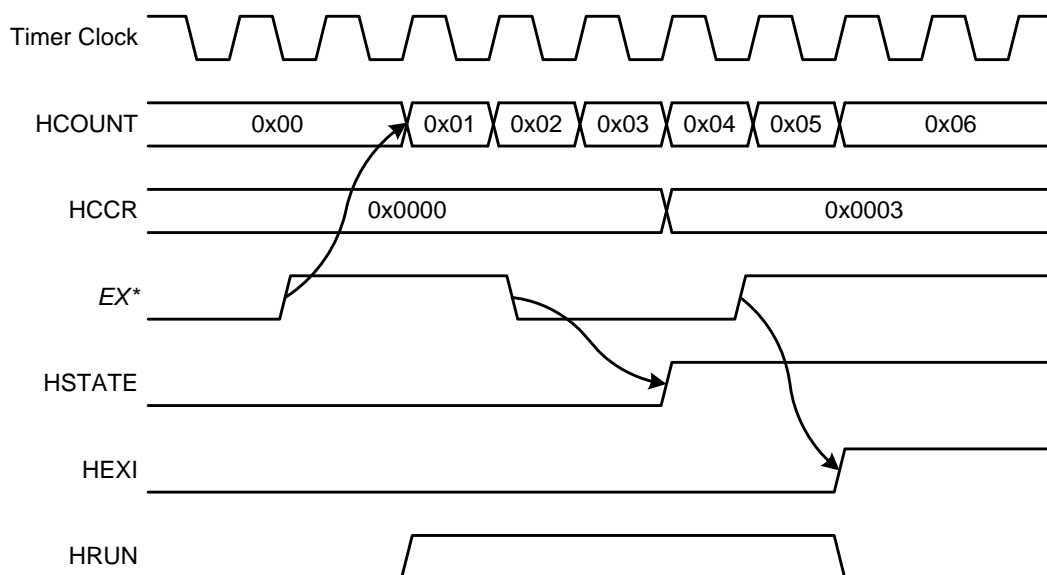 Timer Clock
HCOUNT 0x00 0x01 0x02 0x03 0x04 0x05 0x06
HCCR 0x0000 0x0003
EX*
HSTATE
HEXI
HRUN